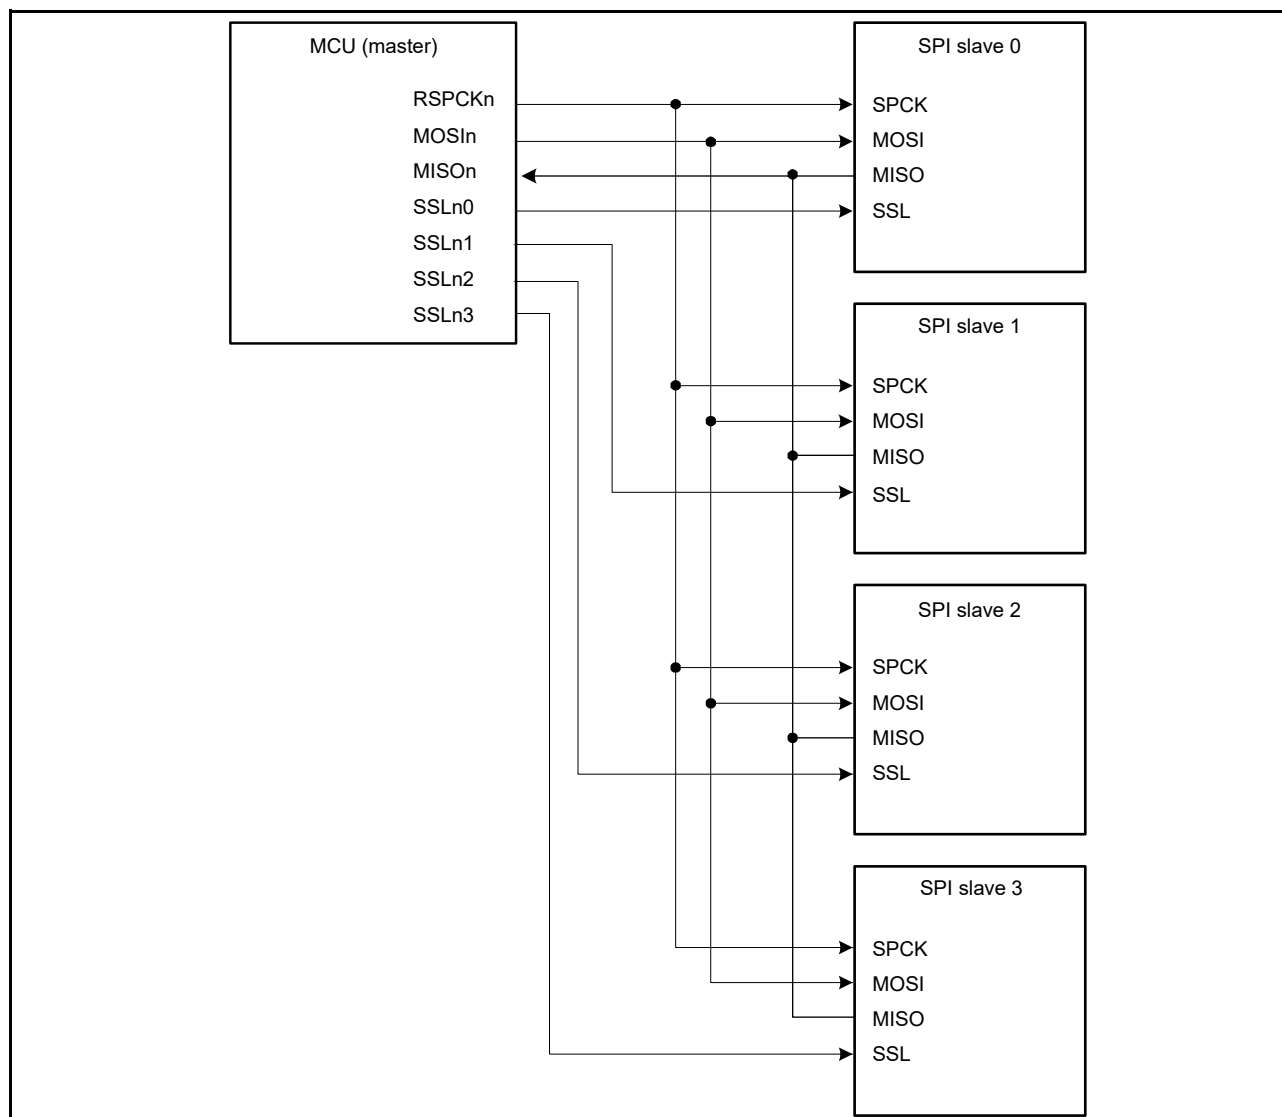 MCU (master)
RSPCKn
MOSIn
MISOn
SSLn0
SSLn1
SSLn2
SSLn3
SPI slave 0
SPCK
MOSI
MISO
SSL
SPI slave 1
SPCK
MOSI
MISO
SSL
SPI slave 2
SPCK
MOSI
MISO
SSL
SPI slave 3
SPCK
MOSI
MISO
SSL